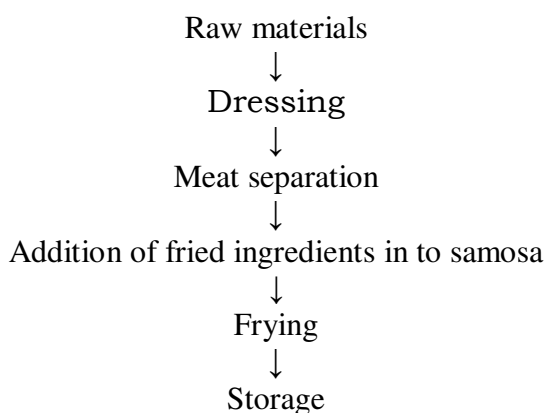 Raw materials
↓
Dressing
↓
Meat separation
↓
Addition of fried ingredients in to samosa
↓
Frying
↓
Storage